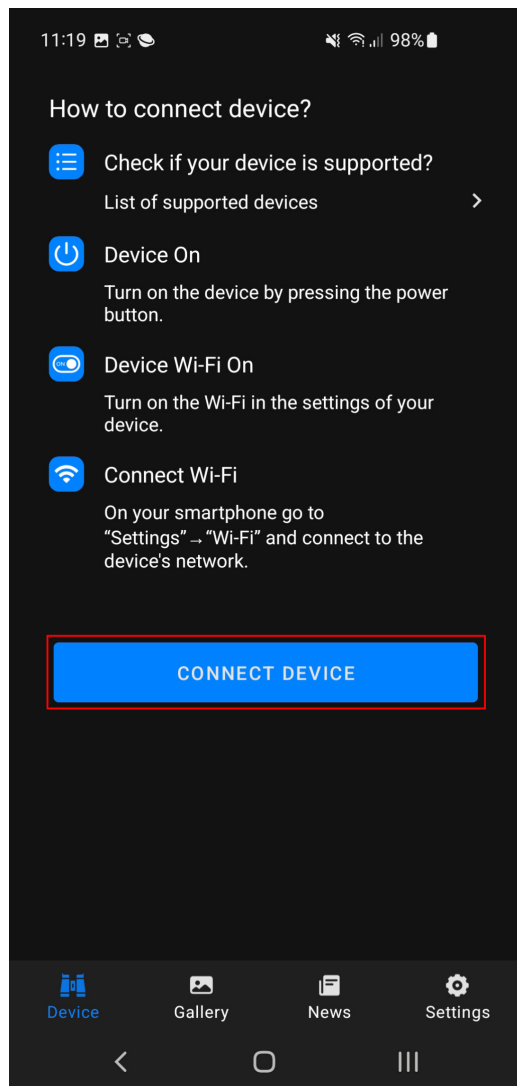 11:19 98%
How to connect device?
Check if your device is supported?
List of supported devices
Device On
Turn on the device by pressing the power
button.
Device Wi-Fi On
ON
Turn on the Wi-Fi in the settings of your
device.
Connect Wi-Fi
On your smartphone go to
“Settings”→“Wi-Fi” and connect to the
device's network.
CONNECT DEVICE
Device Gallery News Settings